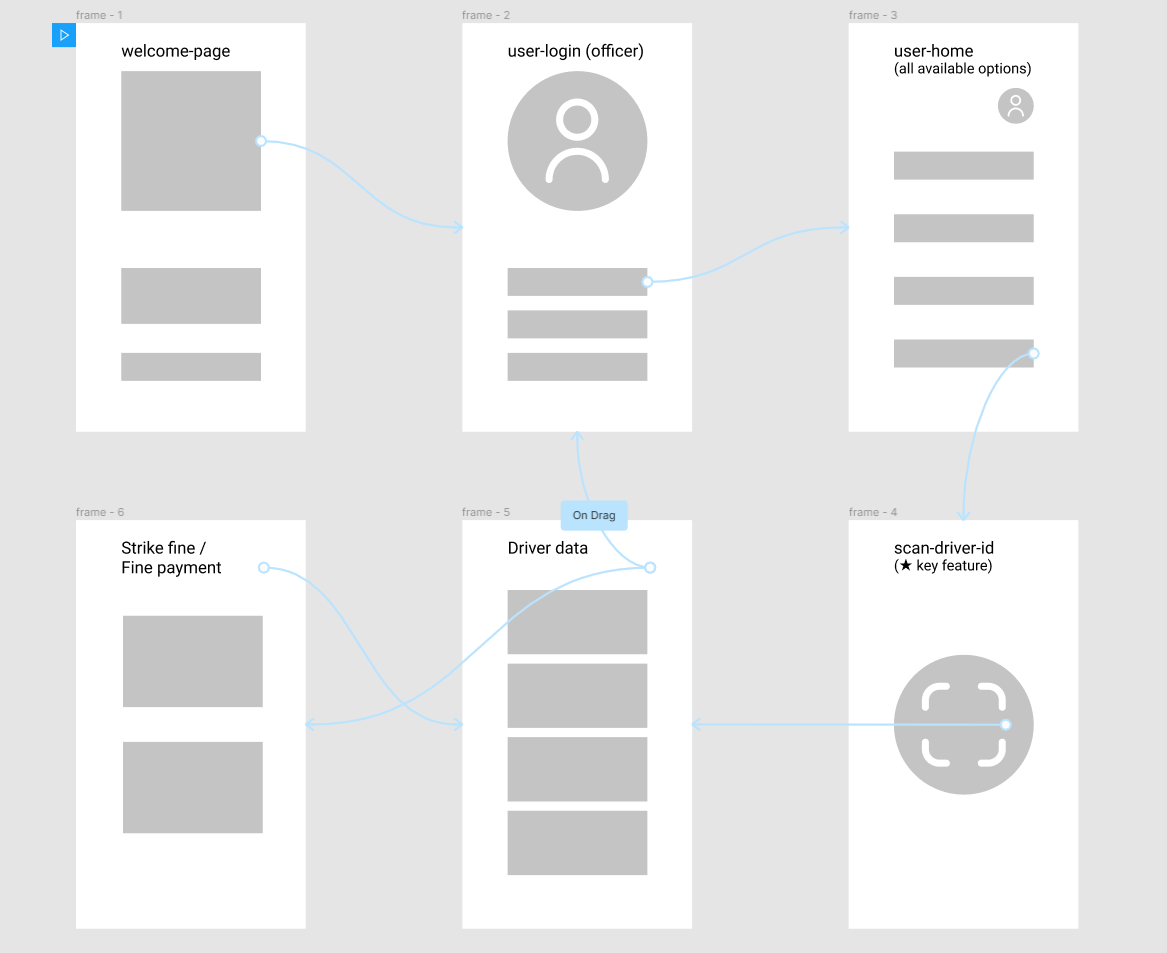 frame - 1
welcome-page
frame - 2
user-login (officer)
frame - 3
user-home
(all available options)
frame - 6
Strike fine /
Fine payment
frame - 5
On Drag
Driver data
frame - 4
scan-driver-id
(★ key feature)